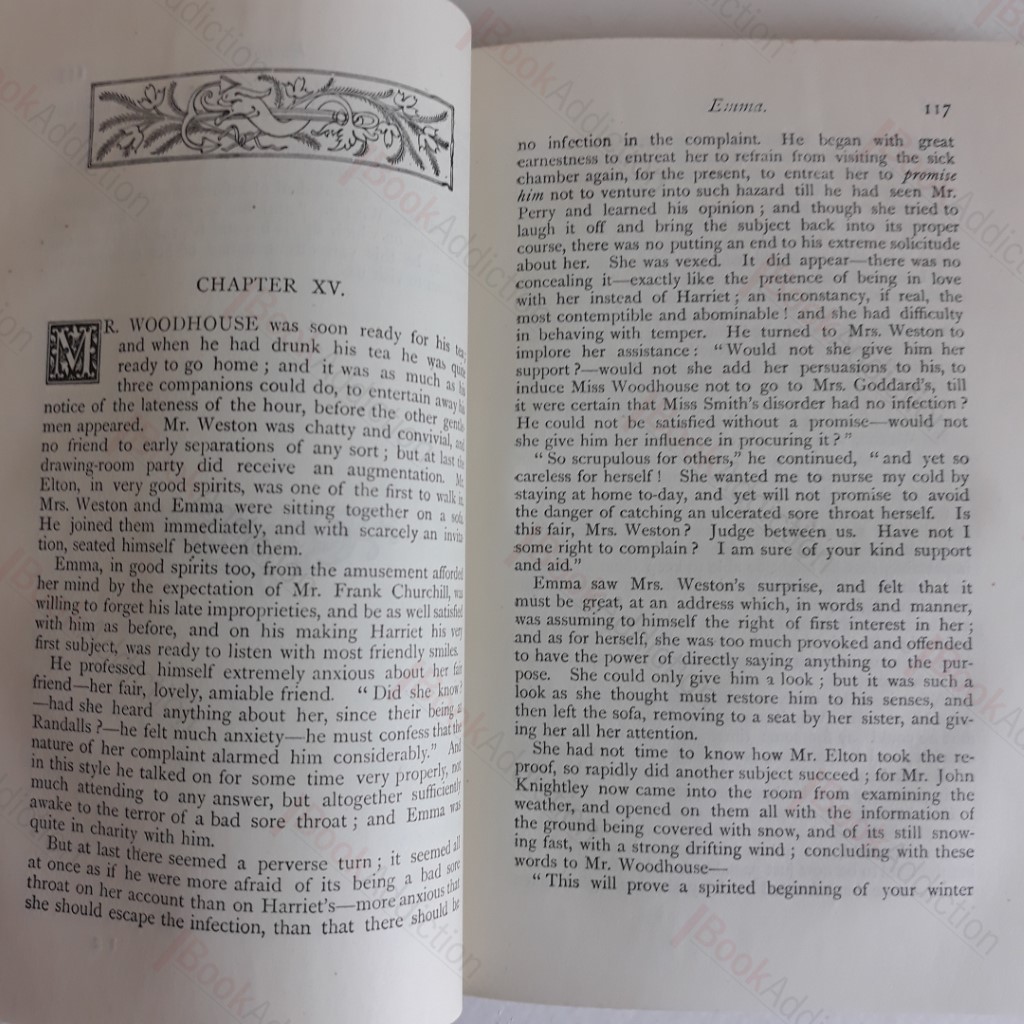 CHAPTER XV.
MR. WOODHOUSE was soon ready for his tea;
and when he had drunk his tea he was quite
ready to go home; and it was as much as his
three companions could do, to entertain away his
notice of the lateness of the hour, before the other gentle-
men appeared. Mr. Weston was chatty and convivial, and
no friend to early separations of any sort; but at last the
drawing-room party did receive an augmentation. Mr.
Elton, in very good spirits, was one of the first to walk in.
Mrs. Weston and Emma were sitting together on a sofa.
He joined them immediately, and with scarcely an invita-
tion, seated himself between them.
Emma, in good spirits too, from the amusement afforded
her mind by the expectation of Mr. Frank Churchill, was
willing to forget his late improprieties, and be as well satisfied
with him as before, and on his making Harriet his very
first subject, was ready to listen with most friendly smiles.
He professed himself extremely anxious about her fair
friend—her fair, lovely, amiable friend. "Did she know?
—had she heard anything about her, since their being at
Randalls?—he felt much anxiety—he must confess that the
nature of her complaint alarmed him considerably." And
in this style he talked on for some time very properly, not
much attending to any answer, but altogether sufficiently
awake to the terror of a bad sore throat; and Emma was
quite in charity with him.
But at last there seemed a perverse turn; it seemed all
at once as if he were more afraid of its being a bad sore
throat on her account than on Harriet's—more anxious that
she should escape the infection, than that there should be
Emma. 117
no infection in the complaint. He began with great
earnestness to entreat her to refrain from visiting the sick
chamber again, for the present, to entreat her to promise
him not to venture into such hazard till he had seen Mr.
Perry and learned his opinion; and though she tried to
laugh it off and bring the subject back into its proper
course, there was no putting an end to his extreme solicitude
about her. She was vexed. It did appear—there was no
concealing it—exactly like the pretence of being in love
with her instead of Harriet; an inconstancy, if real, the
most contemptible and abominable! and she had difficulty
in behaving with temper. He turned to Mrs. Weston to
implore her assistance: "Would not she give him her
support?—would not she add her persuasions to his, to
induce Miss Woodhouse not to go to Mrs. Goddard's, till
it were certain that Miss Smith's disorder had no infection?
He could not be satisfied without a promise—would not
she give him her influence in procuring it?"
"So scrupulous for others," he continued, "and yet so
careless for herself! She wanted me to nurse my cold by
staying at home to-day, and yet will not promise to avoid
the danger of catching an ulcerated sore throat herself. Is
this fair, Mrs. Weston? Judge between us. Have not I
some right to complain? I am sure of your kind support
and aid."
Emma saw Mrs. Weston's surprise, and felt that it
must be great, at an address which, in words and manner,
was assuming to himself the right of first interest in her;
and as for herself, she was too much provoked and offended
to have the power of directly saying anything to the pur-
pose. She could only give him a look; but it was such a
look as she thought must restore him to his senses, and
then left the sofa, removing to a seat by her sister, and giv-
ing her all her attention.
She had not time to know how Mr. Elton took the re-
proof, so rapidly did another subject succeed; for Mr. John
Knightley now came into the room from examining the
weather, and opened on them all with the information of
the ground being covered with snow, and of its still snow-
ing fast, with a strong drifting wind; concluding with these
words to Mr. Woodhouse—
"This will prove a spirited beginning of your winter
BookAddiction